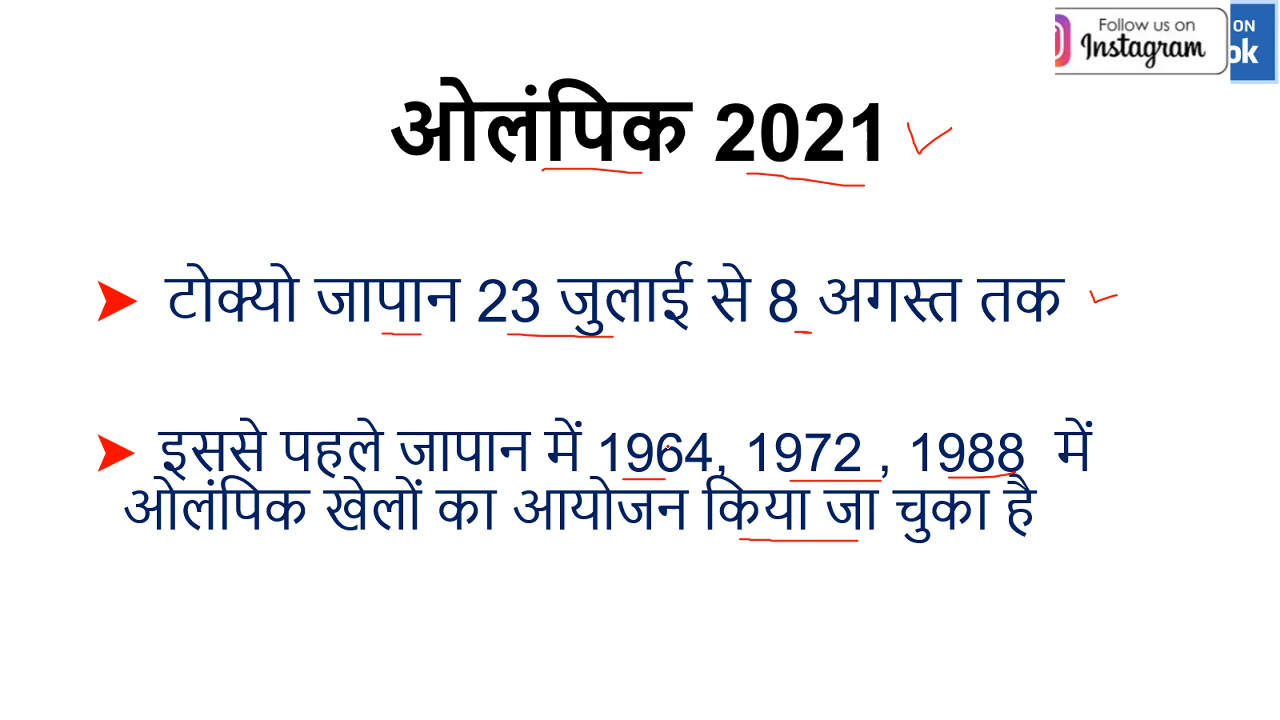 Follow us on
Instagram
ON
ok
ओलंपिक 2021
टोक्यो जापान 23 जुलाई से 8 अगस्त तक
इससे पहले जापान में 1964, 1972 , 1988 में
ओलंपिक खेलों का आयोजन किया जा चुका है